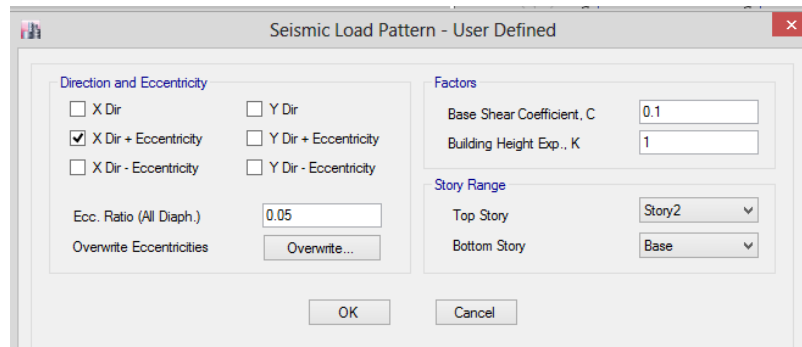 Seismic Load Pattern - User Defined
Direction and Eccentricity
X Dir
Y Dir
X Dir + Eccentricity
Y Dir + Eccentricity
X Dir - Eccentricity
Y Dir - Eccentricity
Ecc. Ratio (All Diaph.)
0.05
Overwrite Eccentricities
Overwrite...
Factors
Base Shear Coefficient, C
0.1
Building Height Exp., K
1
Story Range
Top Story
Story2
Bottom Story
Base
OK
Cancel